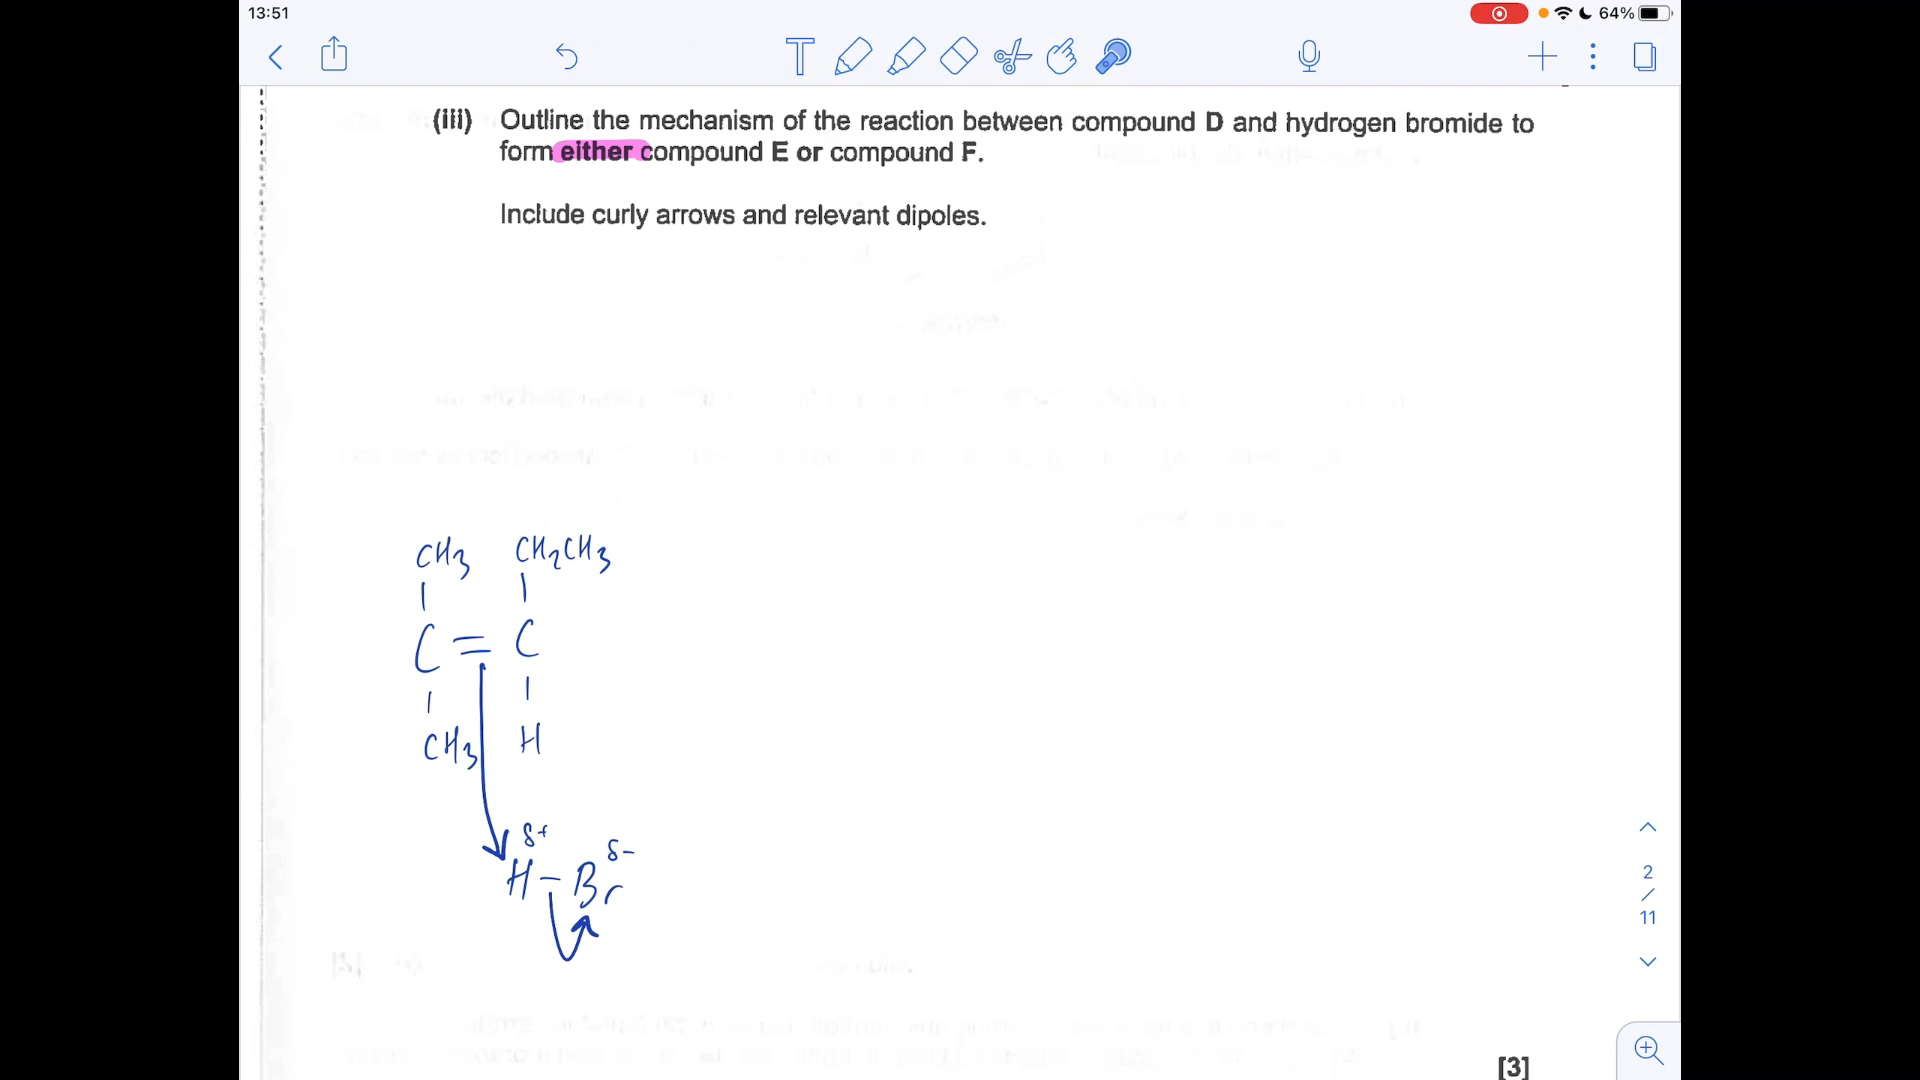 13:51
64%
T
(iii) Outline the mechanism of the reaction between compound D and hydrogen bromide to
form either compound E or compound F.
Include curly arrows and relevant dipoles.
CH₃ CH₂CH₃
C = C
CH₃ H
δ+ δ-
H - Br
2
/
11
[3]